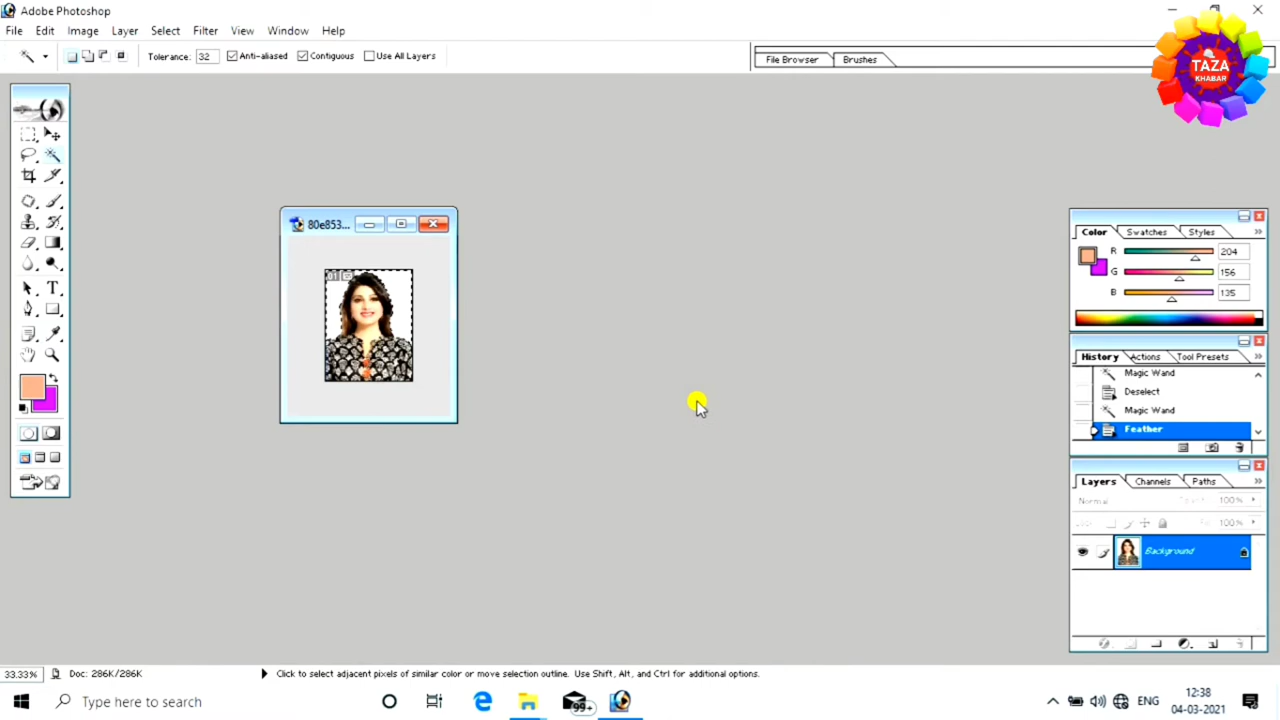 Adobe Photoshop
File Edit Image Layer Select Filter View Window Help
Tolerance: 32 Anti-aliased Contiguous Use All Layers
File Browser Brushes
TAZA
KHABAR
80e853...
Color Swatches Styles
R 204
G 156
B 135
History Actions Tool Presets
Magic Wand
Deselect
Magic Wand
Feather
Layers Channels Paths
Normal 100%
100%
Background
33.33% Doc: 286K/286K Click to select adjacent pixels of similar color or move selection outline. Use Shift, Alt, and Ctrl for additional options.
Type here to search
99+
ENG
12:38
04-03-2021